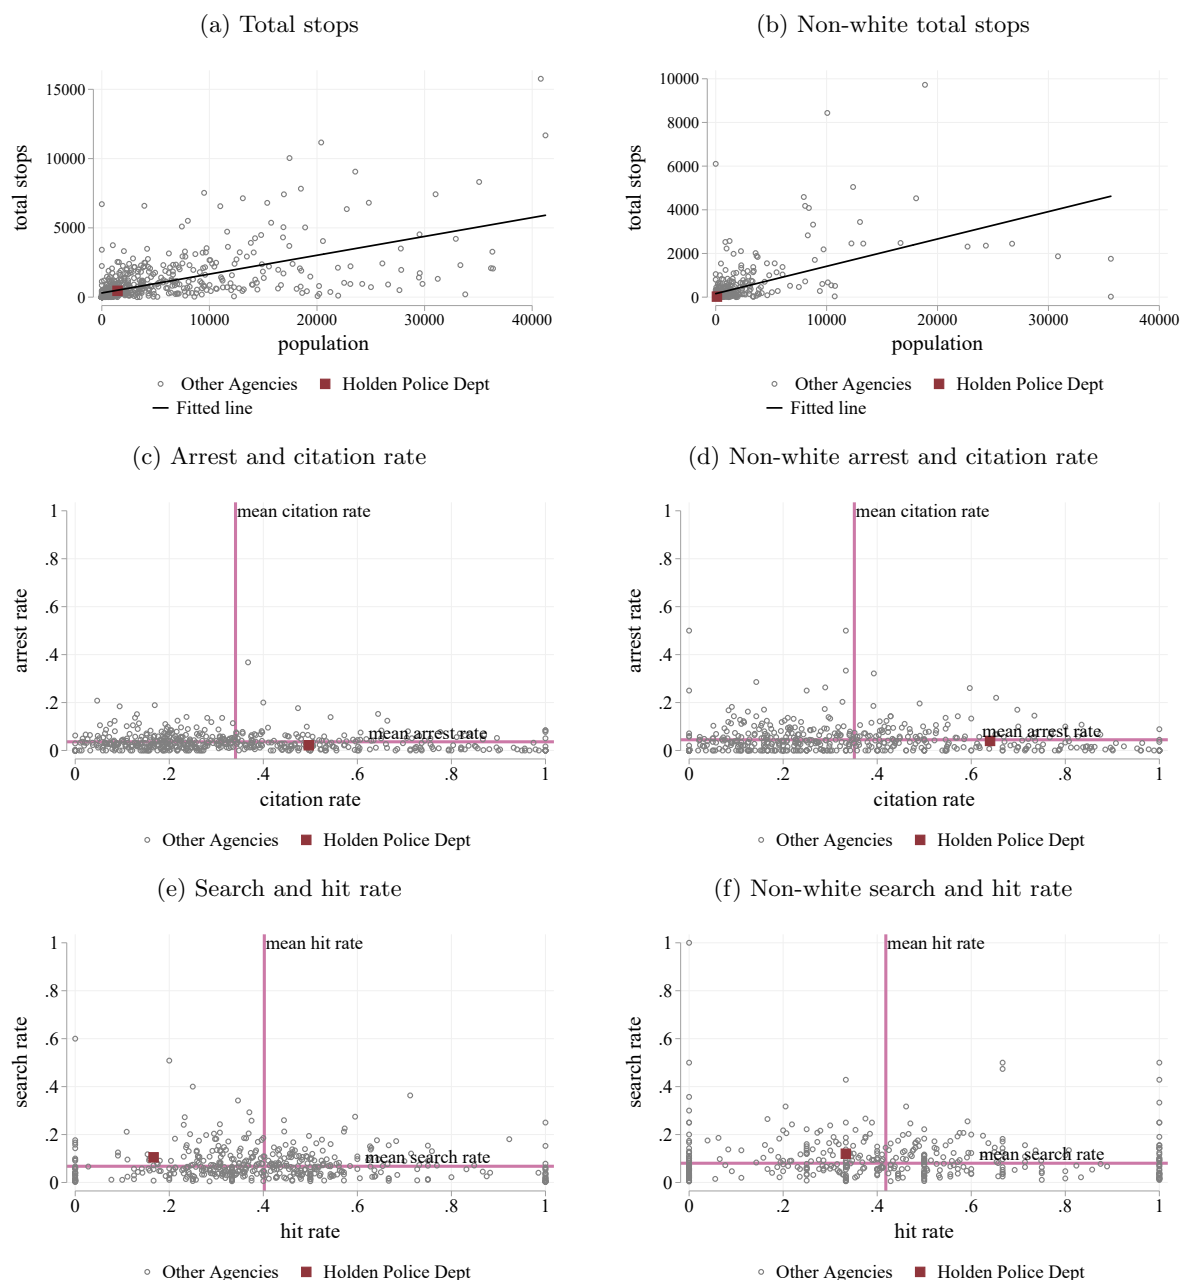 (a) Total stops
(b) Non-white total stops
total stops
15000
10000
5000
0
0 10000 20000 30000 40000
population
Other Agencies Holden Police Dept
Fitted line
total stops
10000
8000
6000
4000
2000
0
0 10000 20000 30000 40000
population
Other Agencies Holden Police Dept
Fitted line
(c) Arrest and citation rate
(d) Non-white arrest and citation rate
arrest rate
1
.8
.6
.4
.2
0
mean citation rate
mean arrest rate
0 .2 .4 .6 .8 1
citation rate
Other Agencies Holden Police Dept
arrest rate
1
.8
.6
.4
.2
0
mean citation rate
mean arrest rate
0 .2 .4 .6 .8 1
citation rate
Other Agencies Holden Police Dept
(e) Search and hit rate
(f) Non-white search and hit rate
search rate
1
.8
.6
.4
.2
0
mean hit rate
mean search rate
0 .2 .4 .6 .8 1
hit rate
Other Agencies Holden Police Dept
search rate
1
.8
.6
.4
.2
0
mean hit rate
mean search rate
0 .2 .4 .6 .8 1
hit rate
Other Agencies Holden Police Dept